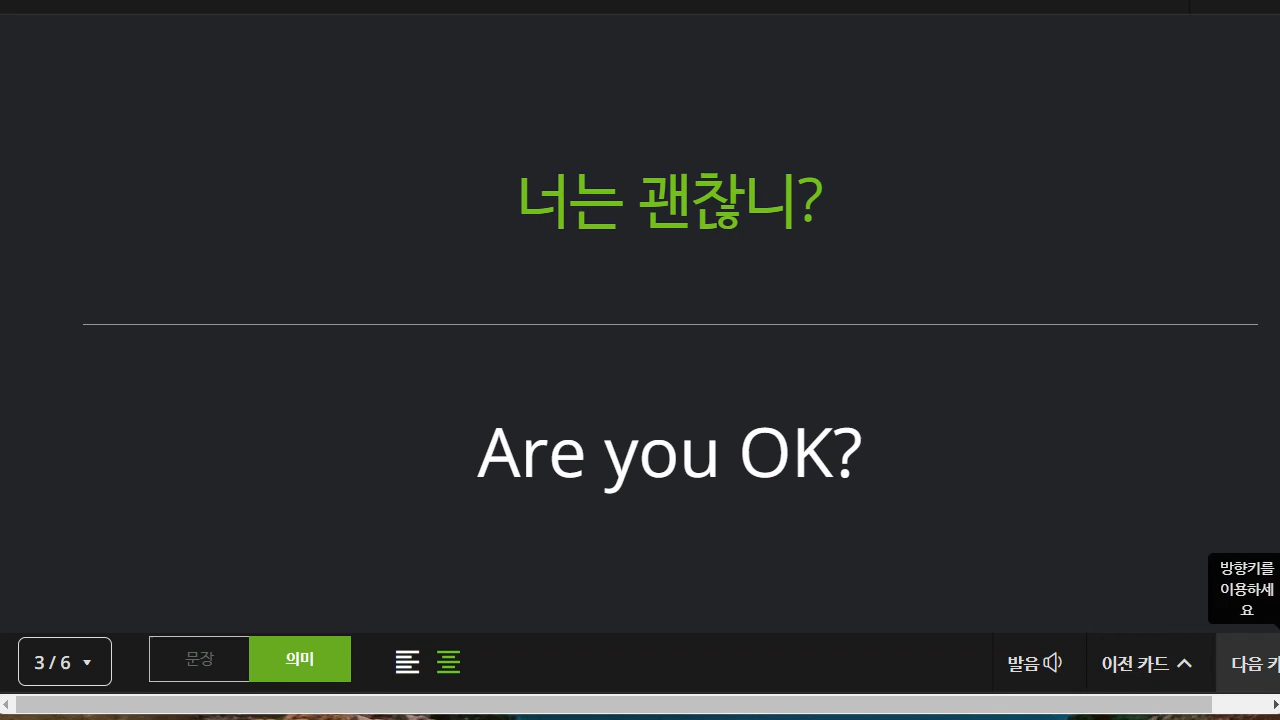 너는 괜찮니?
Are you OK?
방향키를
이용하세
요
3 / 6
문장
의미
발음
이전 카드
다음